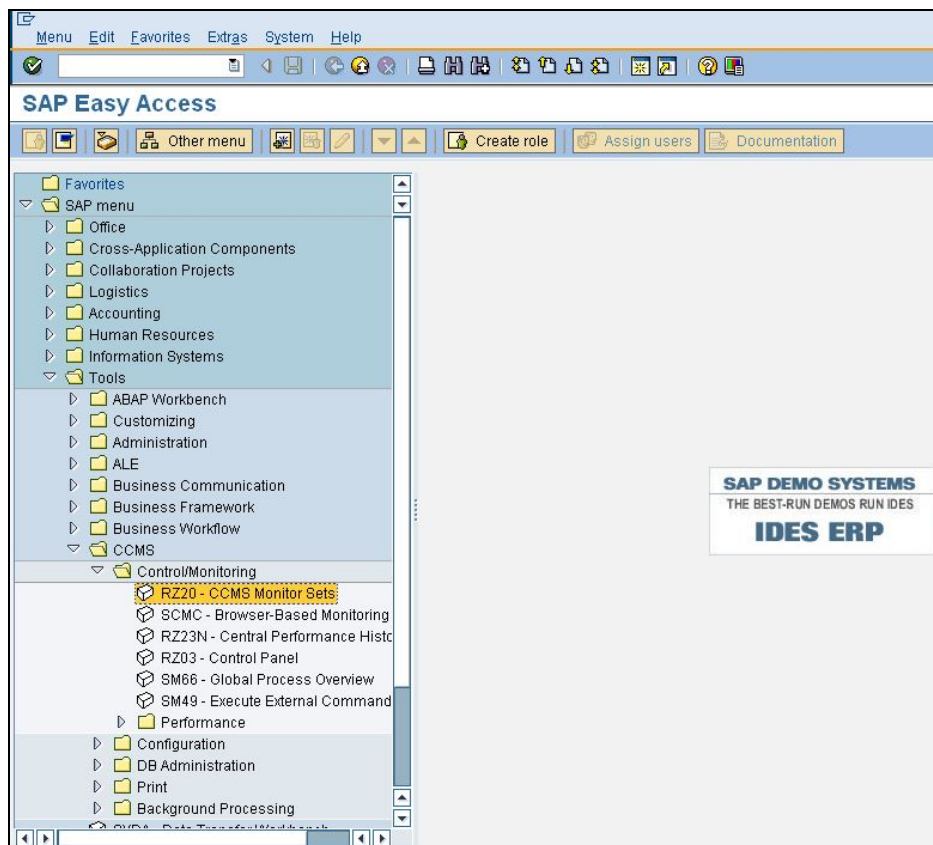 Menu Edit Favorites Extras System Help
SAP Easy Access
Other menu Create role Assign users Documentation
Favorites
SAP menu
Office
Cross-Application Components
Collaboration Projects
Logistics
Accounting
Human Resources
Information Systems
Tools
ABAP Workbench
Customizing
Administration
ALE
Business Communication
Business Framework
Business Workflow
CCMS
Control/Monitoring
RZ20 - CCMS Monitor Sets
SCMC - Browser-Based Monitoring
RZ23N - Central Performance Histo
RZ03 - Control Panel
SM66 - Global Process Overview
SM49 - Execute External Command
Performance
Configuration
DB Administration
Print
Background Processing
SAP DEMO SYSTEMS
THE BEST-RUN DEMOS RUN IDES
IDES ERP